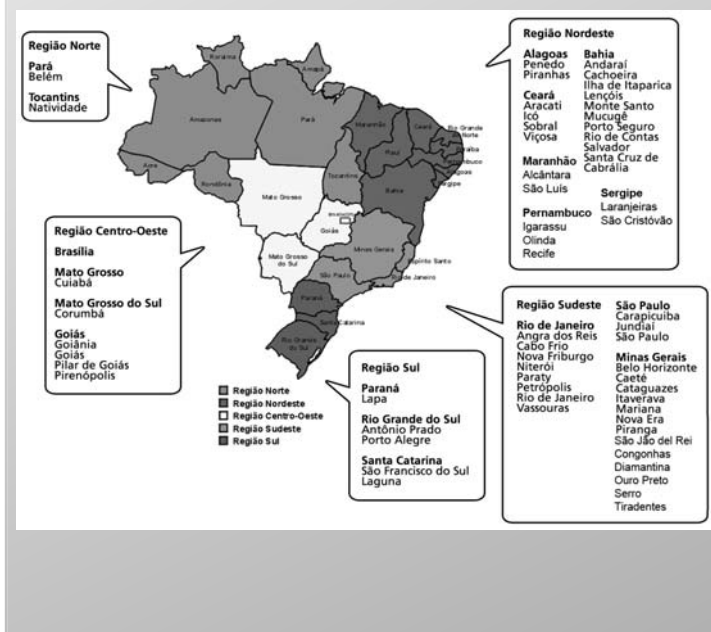 Região Norte
Pará
Belém
Tocantins
Natividade
Região Nordeste
Alagoas
Penedo
Piranhas
Ceará
Aracati
Icó
Sobral
Viçosa
Maranhão
Alcântara
São Luís
Pernambuco
Igarassu
Olinda
Recife
Bahia
Andaraí
Cachoeira
Ilha de Itaparica
Lençóis
Monte Santo
Mucugê
Porto Seguro
Rio de Contas
Salvador
Santa Cruz de
Cabrália
Sergipe
Laranjeiras
São Cristóvão
Roraima
Amapá
Amazonas
Pará
Maranhão
Ceará
Rio Grande
do Norte
Piauí
Acre
Rondônia
Tocantins
Alagoas
Bahia
Mato Grosso
Goiás
Mato Grosso
do Sul
Minas Gerais
Espírito Santo
São Paulo
Rio de Janeiro
Paraná
Santa Catarina
Rio Grande
do Sul
Região Centro-Oeste
Brasília
Mato Grosso
Cuiabá
Mato Grosso do Sul
Corumbá
Goiás
Goiânia
Goiás
Pilar de Goiás
Pirenópolis
Região Norte
Região Nordeste
Região Centro-Oeste
Região Sudeste
Região Sul
Região Sul
Paraná
Lapa
Rio Grande do Sul
Antônio Prado
Porto Alegre
Santa Catarina
São Francisco do Sul
Laguna
Região Sudeste
Rio de Janeiro
Angra dos Reis
Cabo Frio
Nova Friburgo
Niterói
Paraty
Petrópolis
Rio de Janeiro
Vassouras
São Paulo
Carapicuiba
Jundiaí
São Paulo
Minas Gerais
Belo Horizonte
Caeté
Cataguazes
Itaverava
Mariana
Nova Era
Piranga
São Jão del Rei
Congonhas
Diamantina
Ouro Preto
Serro
Tiradentes